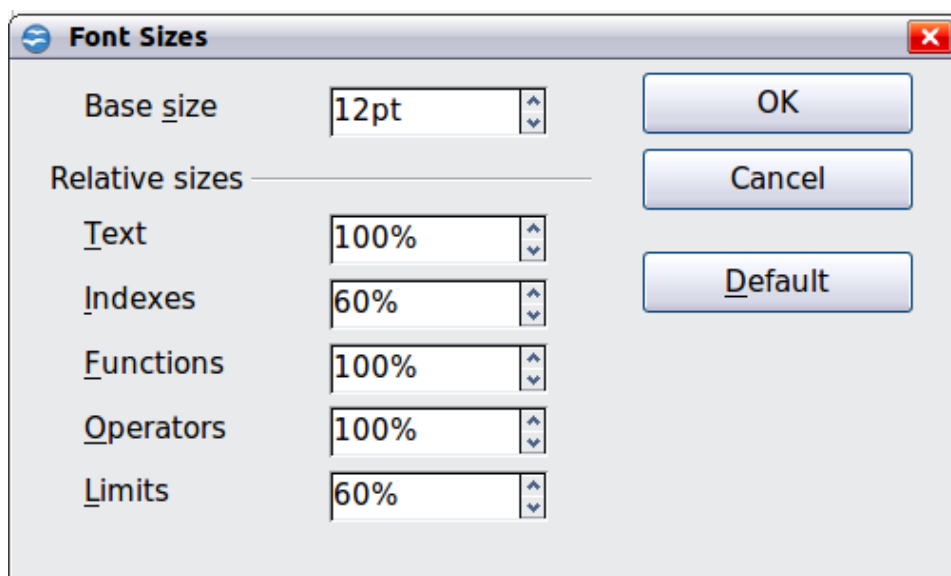 Font Sizes
Base size 12pt OK
Relative sizes Cancel
Text 100%
Default
Indexes 60%
Functions 100%
Operators 100%
Limits 60%